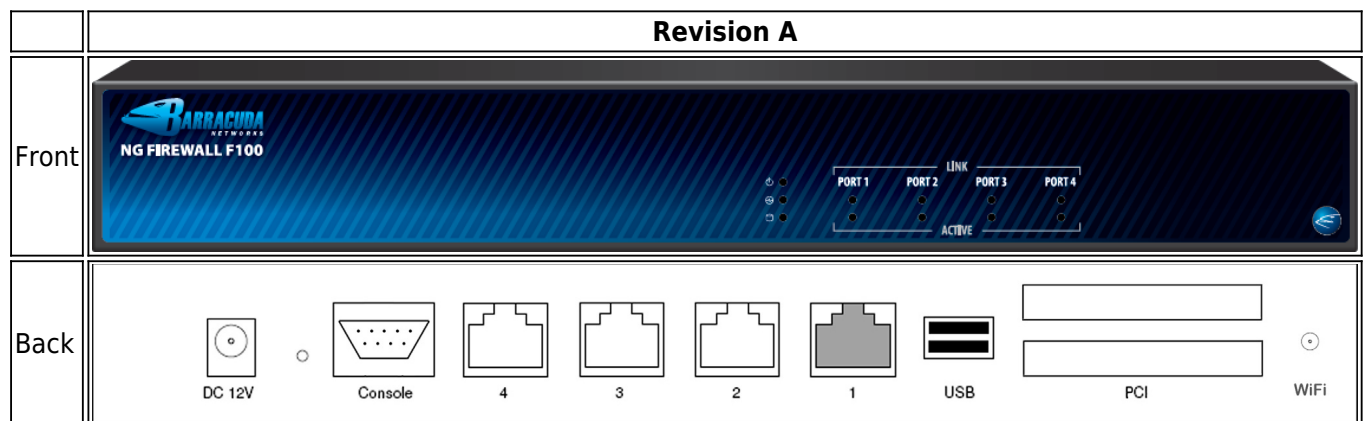 Revision A
Front
BARRACUDA
NETWORKS
NG FIREWALL F100
LINK
PORT 1 PORT 2 PORT 3 PORT 4
ACTIVE
Back
DC 12V Console 4 3 2 1 USB PCI WiFi